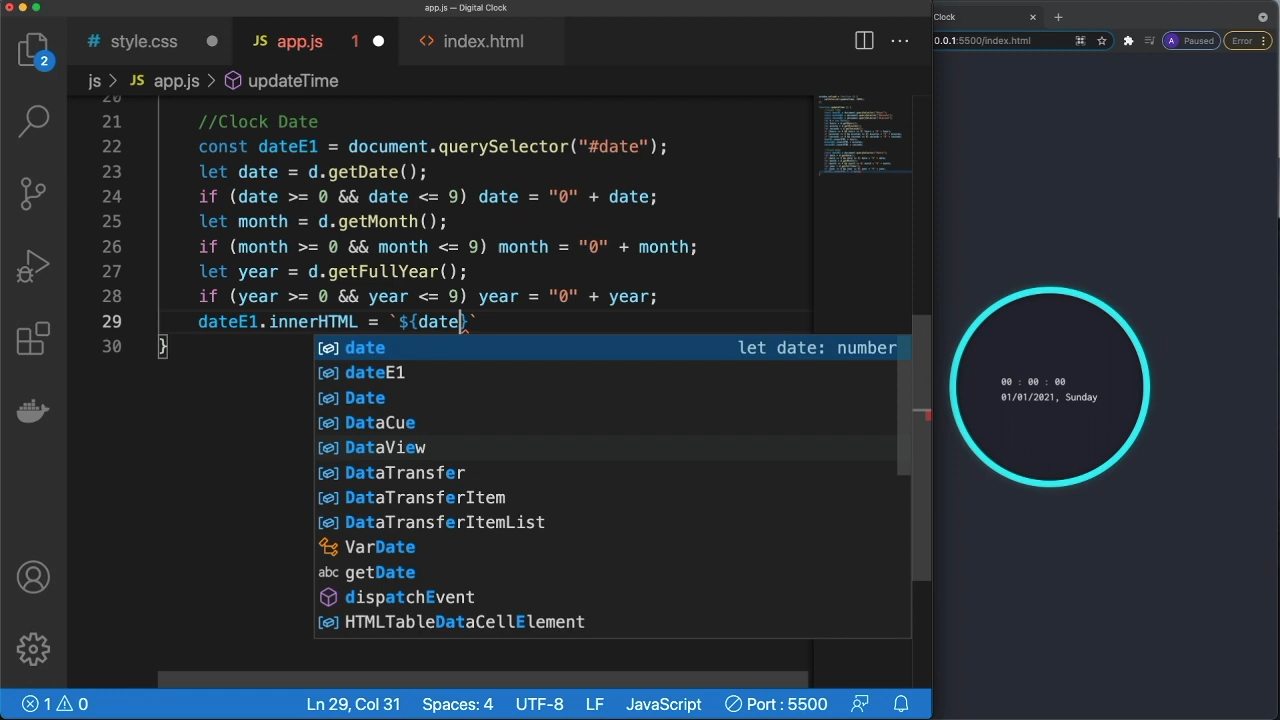 app.js — Digital Clock
# style.css
JS app.js 1
<> index.html
Clock
0.0.1:5500/index.html
A Paused
Error
2
js > JS app.js > updateTime
20
21 //Clock Date
22 const dateE1 = document.querySelector("#date");
23 let date = d.getDate();
24 if (date >= 0 && date <= 9) date = "0" + date;
25 let month = d.getMonth();
26 if (month >= 0 && month <= 9) month = "0" + month;
27 let year = d.getFullYear();
28 if (year >= 0 && year <= 9) year = "0" + year;
29 dateE1.innerHTML = `${date}`
30 }
date let date: number
dateE1
Date
DataCue
DataView
DataTransfer
DataTransferItem
DataTransferItemList
VarDate
abc getDate
dispatchEvent
HTMLTableDataCellElement
00 : 00 : 00
01/01/2021, Sunday
1 0
Ln 29, Col 31
Spaces: 4
UTF-8
LF
JavaScript
Port : 5500